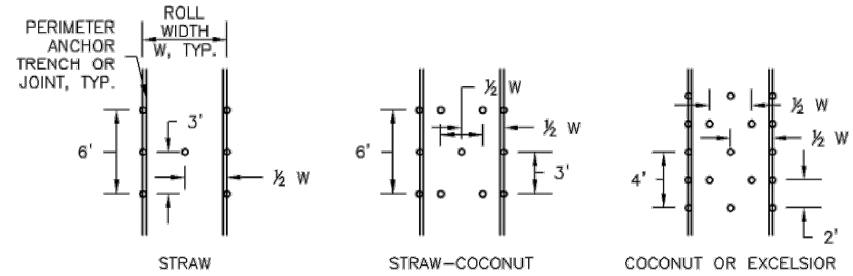 PERIMETER
ANCHOR
TRENCH OR
JOINT, TYP.
ROLL
WIDTH
W, TYP.
3'
6'
½ W
STRAW
½ W
½ W
6'
3'
STRAW-COCONUT
½ W
½ W
4'
2'
COCONUT OR EXCELSIOR